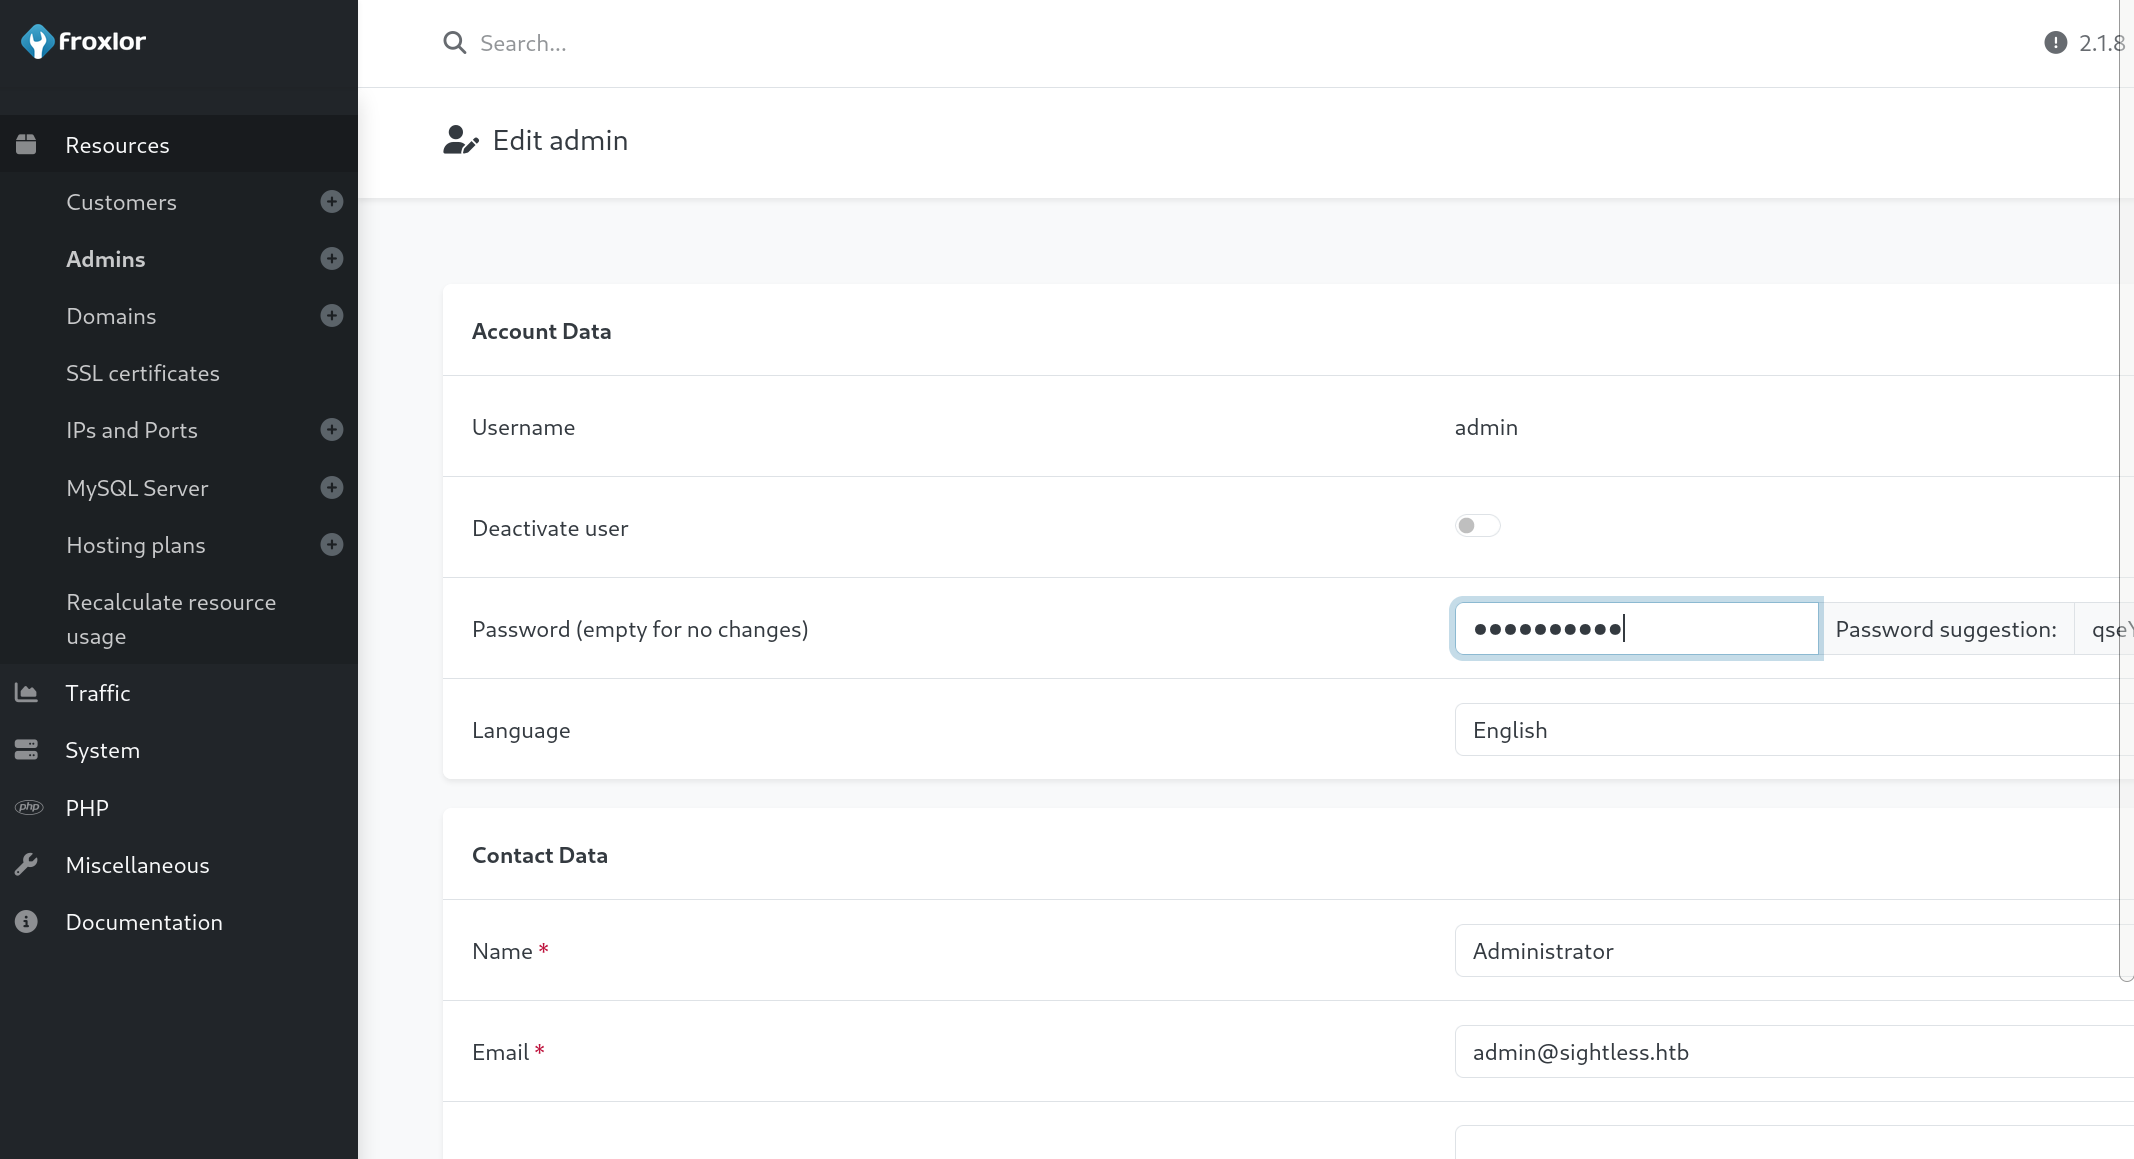 froxlor
Search...
2.1.8
Edit admin
Resources
Customers
Admins
Domains
SSL certificates
IPs and Ports
MySQL Server
Hosting plans
Recalculate resource
usage
Traffic
System
php PHP
Miscellaneous
Documentation
Account Data
Username admin
Deactivate user
Password (empty for no changes) ●●●●●●●●●● Password suggestion: qseY
Language English
Contact Data
Name * Administrator
Email * admin@sightless.htb